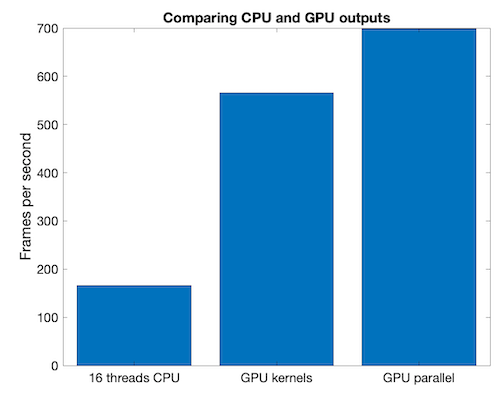 Comparing CPU and GPU outputs
700
600
500
400
300
200
100
0
Frames per second
16 threads CPU
GPU kernels
GPU parallel